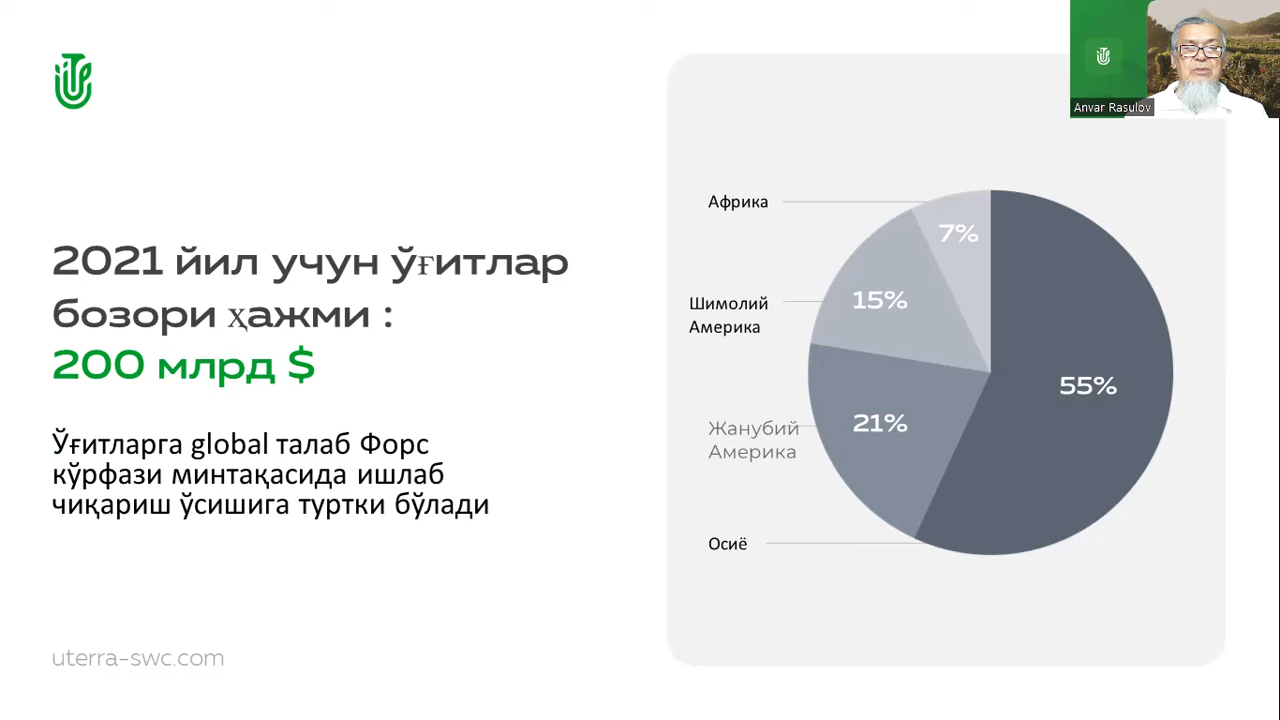 Anvar Rasulov
2021 йил учун ўғитлар
бозори ҳажми :
200 млрд $
Ўғитларга global талаб Форс
кўрфази минтақасида ишлаб
чиқариш ўсишига туртки бўлади
uterra-swc.com
Африка
7%
Шимолий
Америка
15%
55%
Жанубий
Америка
21%
Осиё